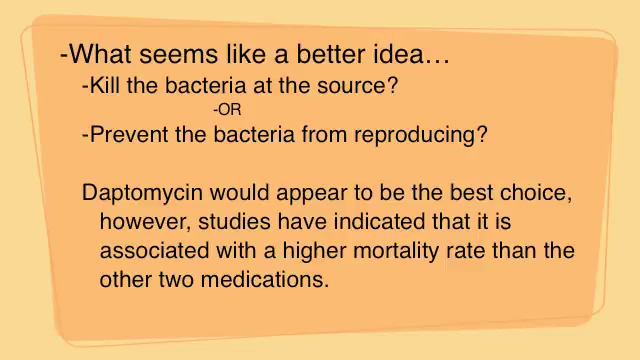 -What seems like a better idea…
-Kill the bacteria at the source?
-OR
-Prevent the bacteria from reproducing?
Daptomycin would appear to be the best choice,
however, studies have indicated that it is
associated with a higher mortality rate than the
other two medications.